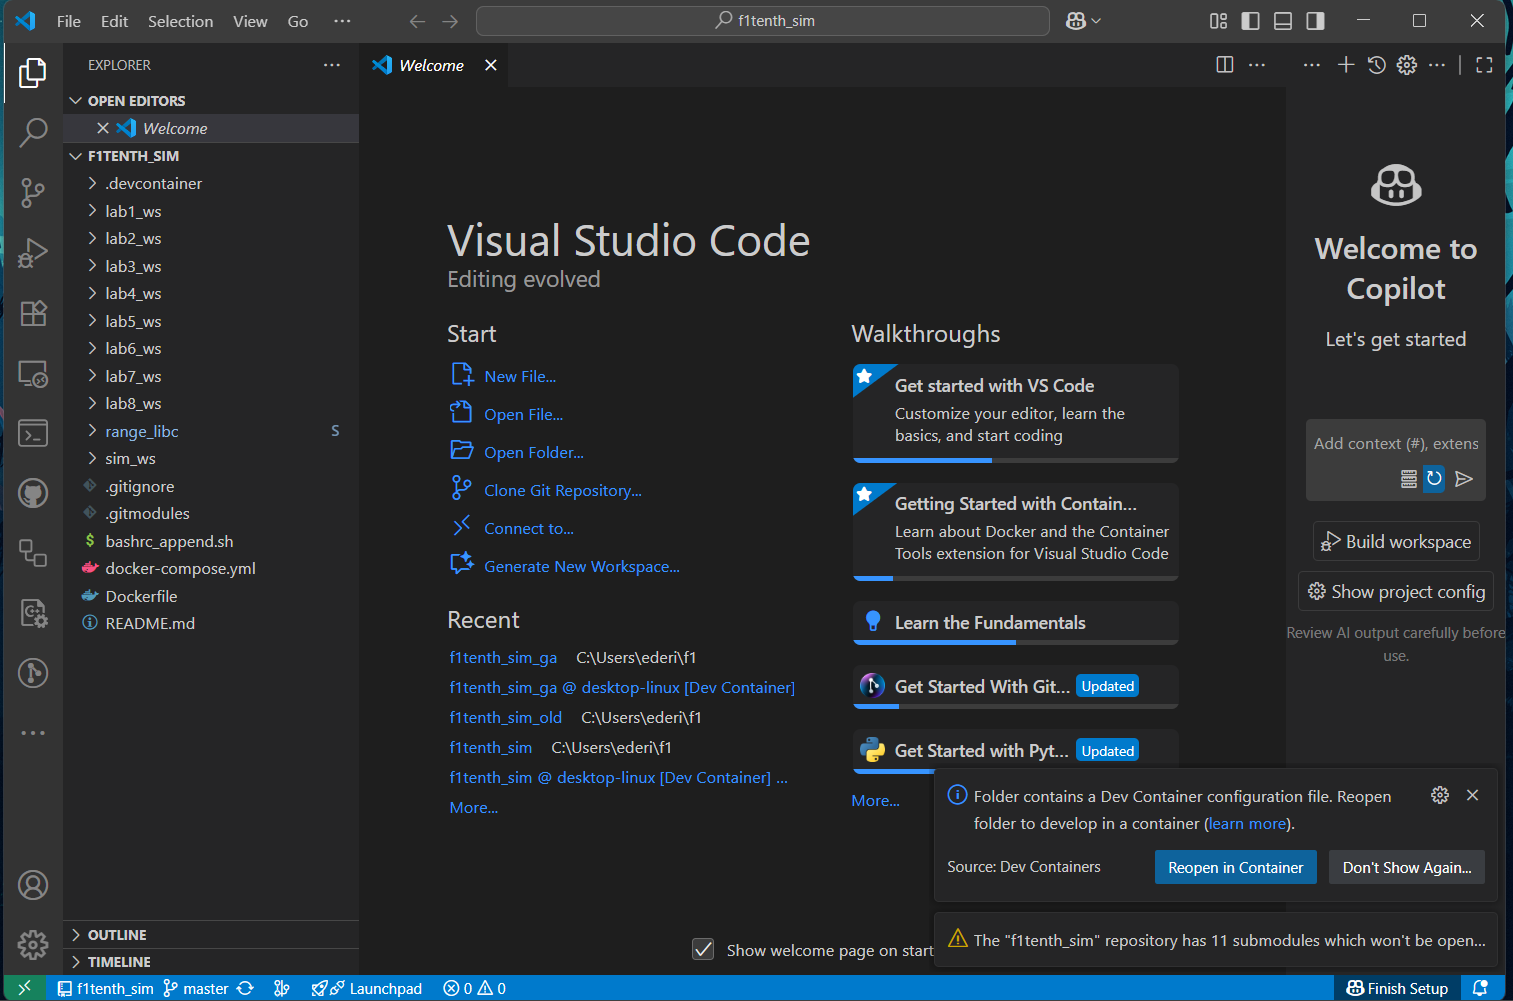 File Edit Selection View Go ···
f1tenth_sim
EXPLORER
OPEN EDITORS
Welcome
F1TENTH_SIM
.devcontainer
lab1_ws
lab2_ws
lab3_ws
lab4_ws
lab5_ws
lab6_ws
lab7_ws
lab8_ws
range_libc S
sim_ws
.gitignore
.gitmodules
$ bashrc_append.sh
docker-compose.yml
Dockerfile
README.md
OUTLINE
TIMELINE
Welcome
Visual Studio Code
Editing evolved
Start
New File...
Open File...
Open Folder...
Clone Git Repository...
Connect to...
Generate New Workspace...
Recent
f1tenth_sim_ga C:\Users\ederi\f1
f1tenth_sim_ga @ desktop-linux [Dev Container]
f1tenth_sim_old C:\Users\ederi\f1
f1tenth_sim C:\Users\ederi\f1
f1tenth_sim @ desktop-linux [Dev Container] ...
More...
Walkthroughs
Get started with VS Code
Customize your editor, learn the
basics, and start coding
Getting Started with Contain...
Learn about Docker and the Container
Tools extension for Visual Studio Code
Learn the Fundamentals
Get Started With Git... Updated
Get Started with Pyt... Updated
More...
Show welcome page on start
Welcome to
Copilot
Let's get started
Add context (#), extens
Build workspace
Show project config
Review AI output carefully before
use.
Folder contains a Dev Container configuration file. Reopen
folder to develop in a container (learn more).
Source: Dev Containers
Reopen in Container
Don't Show Again...
The "f1tenth_sim" repository has 11 submodules which won't be open...
f1tenth_sim master Launchpad 0 0 Finish Setup